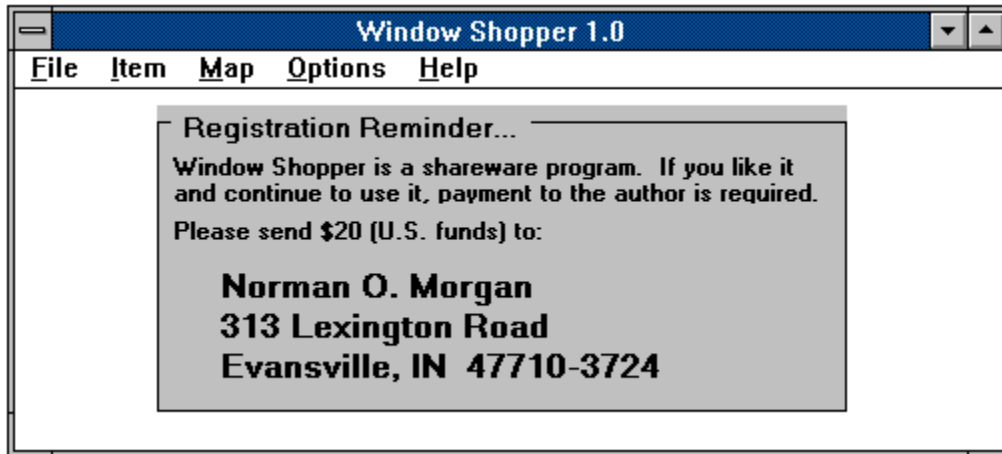 Window Shopper 1.0
File Item Map Options Help
Registration Reminder...
Window Shopper is a shareware program. If you like it
and continue to use it, payment to the author is required.
Please send $20 (U.S. funds) to:
Norman O. Morgan
313 Lexington Road
Evansville, IN 47710-3724